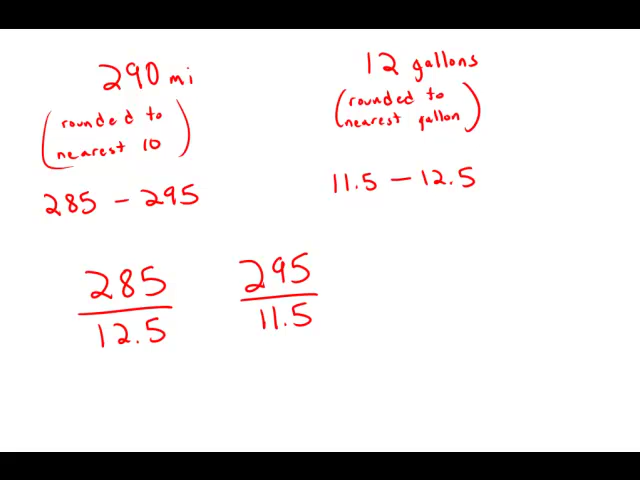 290 mi
(rounded to
nearest 10)
285 – 295
12 gallons
(rounded to
nearest gallon)
11.5 – 12.5
285
12.5
295
11.5